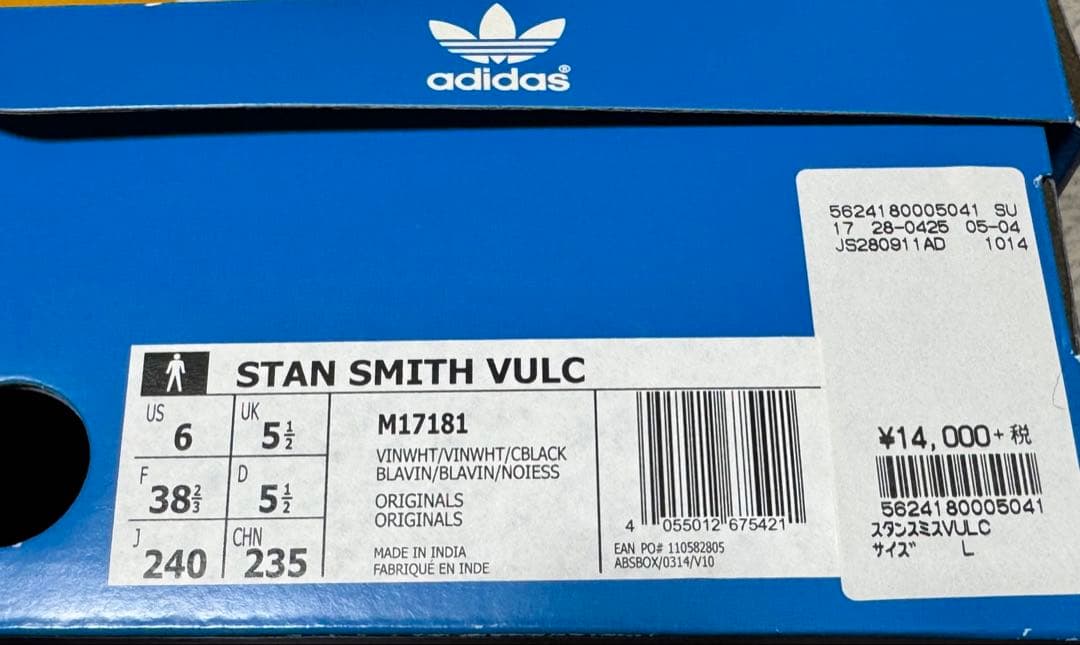 adidas®
5624180005041 SU
17 28-0425 05-04
JS280911AD 1014
STAN SMITH VULC
US 6
UK 5½
F 38⅔
D 5½
J 240
CHN 235
M17181
VINWHT/VINWHT/CBLACK
BLAVIN/BLAVIN/NOIESS
ORIGINALS
ORIGINALS
MADE IN INDIA
FABRIQUÉ EN INDE
4 055012 675421
EAN PO# 110582805
ABSBOX/0314/V10
¥14,000+税
5624180005041
スタンスミスVULC
サイズ L